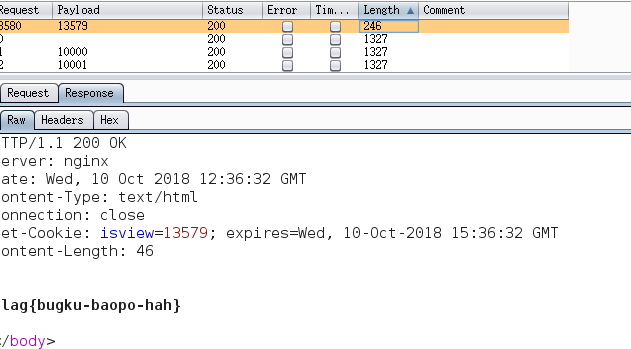 Request Payload Status Error Tim... Length Comment
3580 13579 200 246
0 200 1327
1 10000 200 1327
2 10001 200 1327
Request Response
Raw Headers Hex
TTP/1.1 200 OK
erver: nginx
ate: Wed, 10 Oct 2018 12:36:32 GMT
ontent-Type: text/html
onnection: close
et-Cookie: isview=13579; expires=Wed, 10-Oct-2018 15:36:32 GMT
ontent-Length: 46
lag{bugku-baopo-hah}
</body>